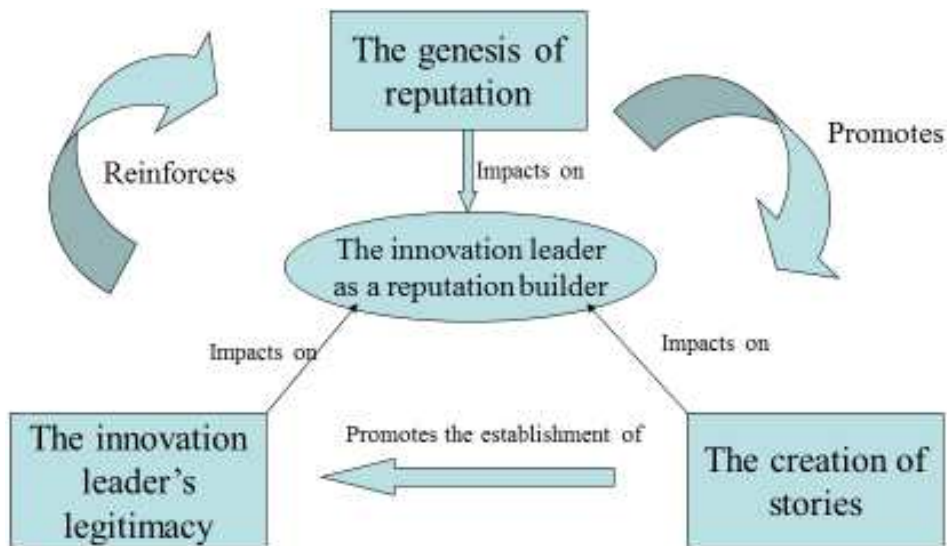 The genesis of
reputation
Reinforces
Promotes
Impacts on
The innovation leader
as a reputation builder
Impacts on
Impacts on
The innovation
leader's
legitimacy
Promotes the establishment of
The creation of
stories